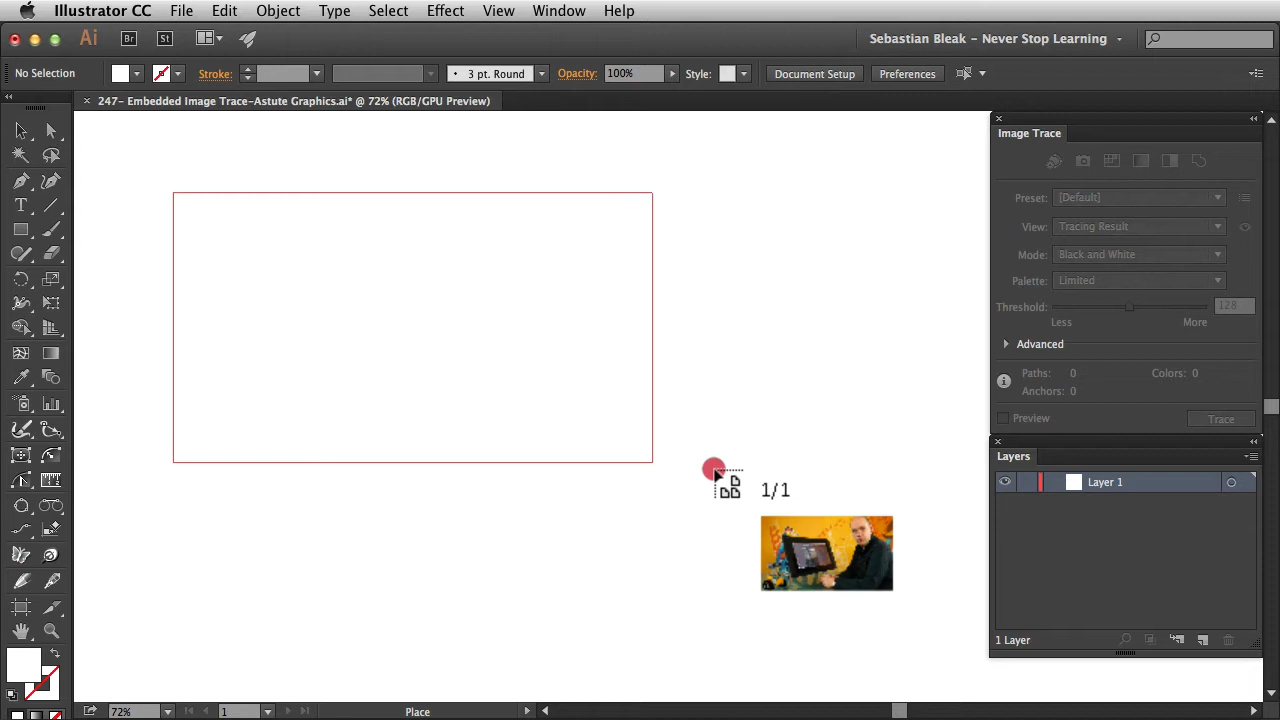 Illustrator CC File Edit Object Type Select Effect View Window Help
Ai Br St Sebastian Bleak – Never Stop Learning
No Selection Stroke: 3 pt. Round Opacity: 100% Style: Document Setup Preferences
247- Embedded Image Trace-Astute Graphics.ai* @ 72% (RGB/GPU Preview)
Image Trace
Preset: [Default]
View: Tracing Result
Mode: Black and White
Palette: Limited
Threshold: 128
Less More
Advanced
Paths: 0 Colors: 0
Anchors: 0
Preview Trace
Layers
Layer 1
1/1
1 Layer
72% 1 Place